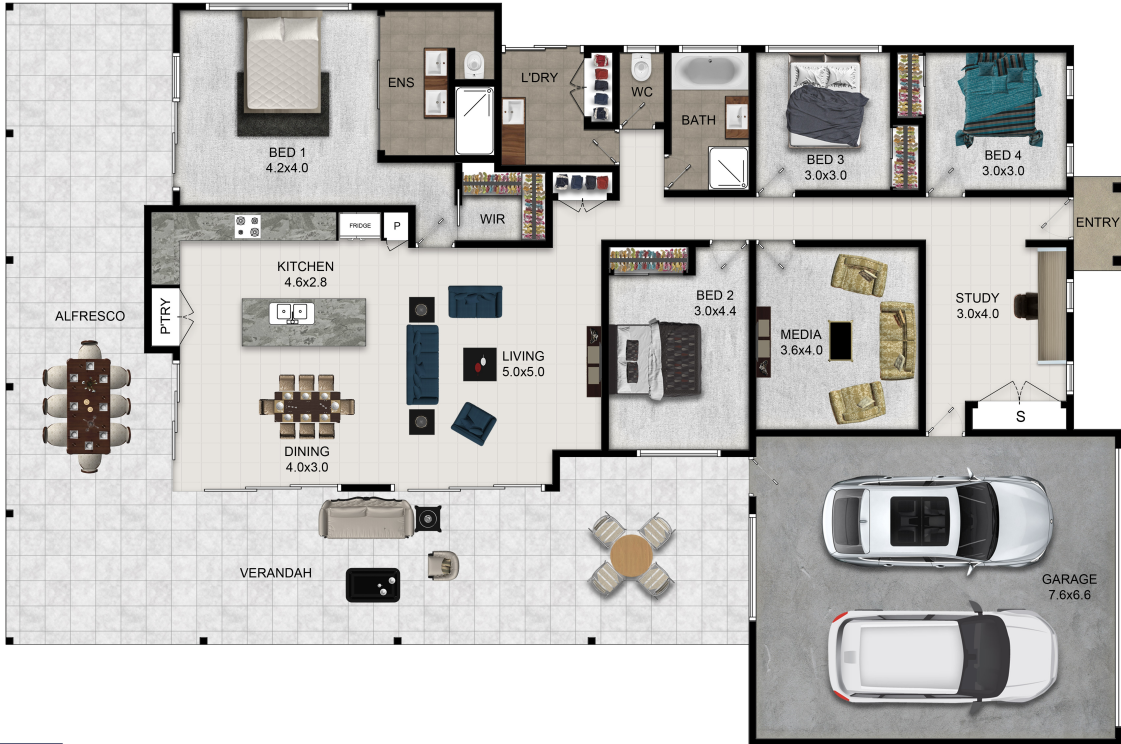 ENS
L'DRY
WC
BATH
BED 1
4.2x4.0
BED 3
3.0x3.0
BED 4
3.0x3.0
WIR
FRIDGE
P
ENTRY
KITCHEN
4.6x2.8
P'TRY
ALFRESCO
BED 2
3.0x4.4
STUDY
3.0x4.0
MEDIA
3.6x4.0
LIVING
5.0x5.0
S
DINING
4.0x3.0
VERANDAH
GARAGE
7.6x6.6